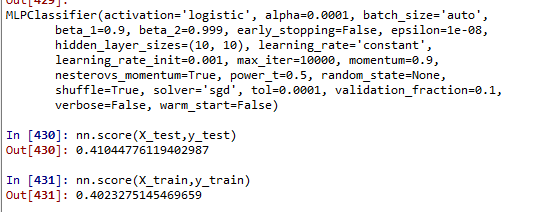 Out[429]:
MLPClassifier(activation='logistic', alpha=0.0001, batch_size='auto',
beta_1=0.9, beta_2=0.999, early_stopping=False, epsilon=1e-08,
hidden_layer_sizes=(10, 10), learning_rate='constant',
learning_rate_init=0.001, max_iter=10000, momentum=0.9,
nesterovs_momentum=True, power_t=0.5, random_state=None,
shuffle=True, solver='sgd', tol=0.0001, validation_fraction=0.1,
verbose=False, warm_start=False)
In [430]: nn.score(X_test,y_test)
Out[430]: 0.41044776119402987
In [431]: nn.score(X_train,y_train)
Out[431]: 0.4023275145469659